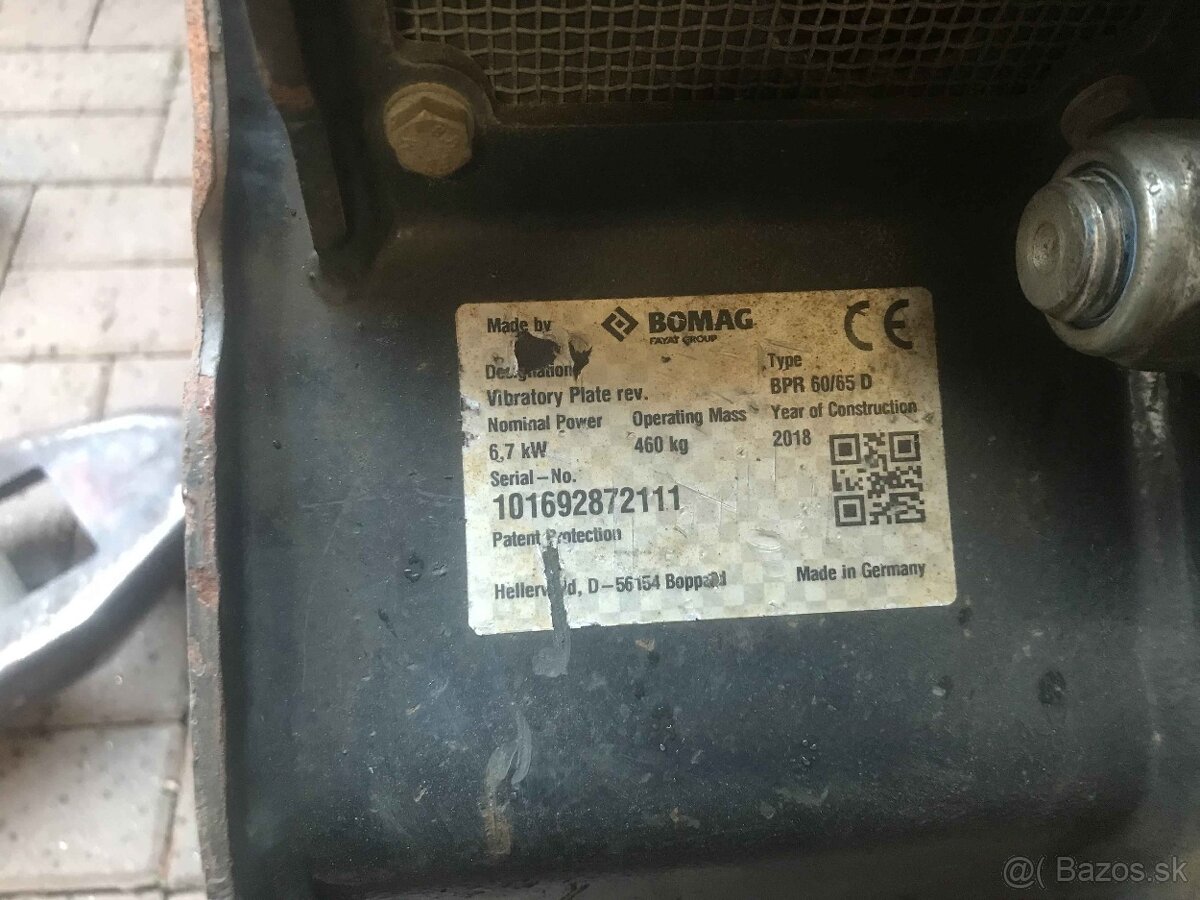 Made by BOMAG CE
FAYAT GROUP
Designation Type
Vibratory Plate rev. BPR 60/65 D
Nominal Power Operating Mass Year of Construction
6,7 kW 460 kg 2018
Serial-No.
101692872111
Patent Protection
Hellerwald, D-56154 Boppard Made in Germany
@( Bazos.sk